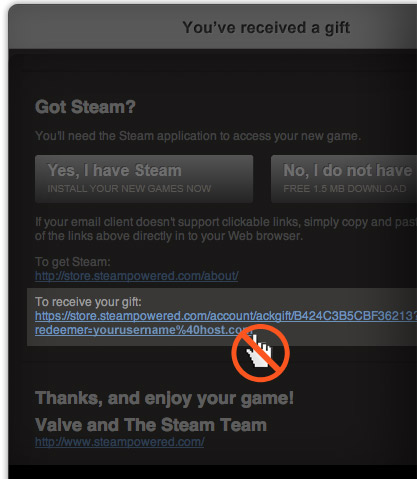 You've received a gift
Got Steam?
You'll need the Steam application to access your new game.
Yes, I have Steam
INSTALL YOUR NEW GAMES NOW
No, I do not have
FREE 1.5 MB DOWNLOAD
If your email client doesn't support clickable links, simply copy and past
of the links above directly in to your Web browser.
To get Steam:
http://store.steampowered.com/about/
To receive your gift:
https://store.steampowered.com/account/ackgift/B424C3B5CBF36213?
redeemer=yourusername%40host.com
Thanks, and enjoy your game!
Valve and The Steam Team
http://www.steampowered.com/